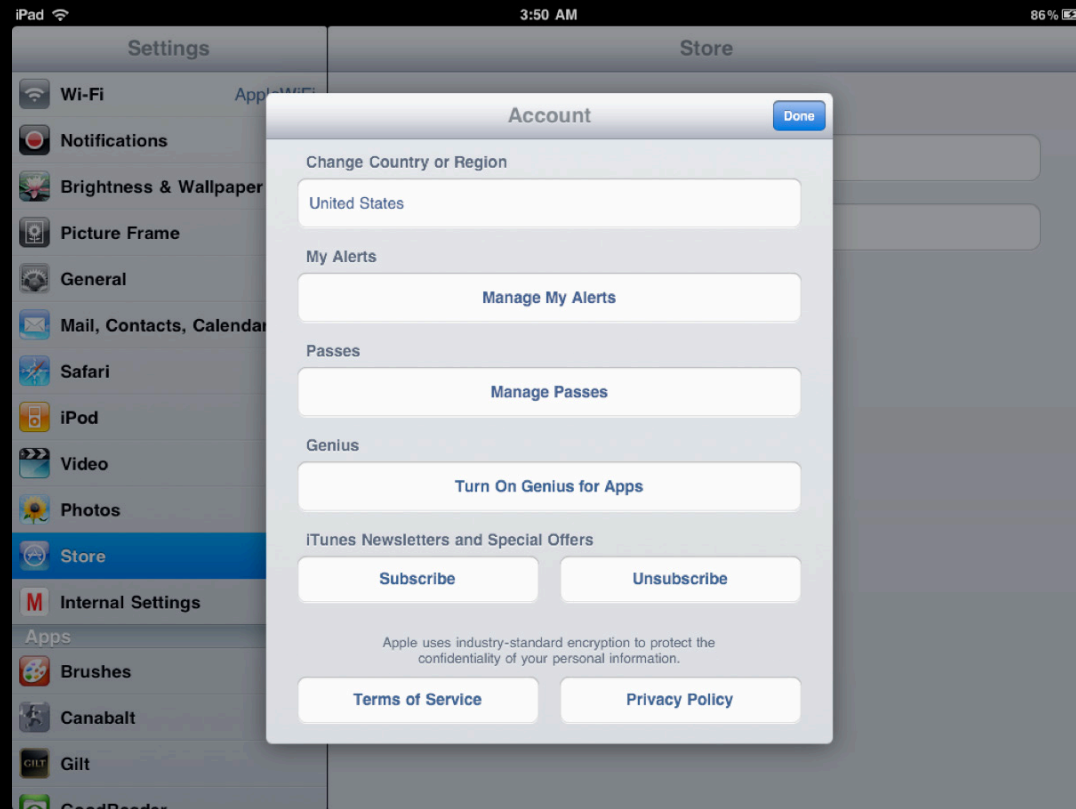 iPad
3:50 AM
86%
Settings
Store
Wi-Fi
Notifications
Brightness & Wallpaper
Picture Frame
General
Mail, Contacts, Calendar
Safari
iPod
Video
Photos
Store
M Internal Settings
Apps
Brushes
Canabalt
GILT Gilt
GoodReader
Account
Done
Change Country or Region
United States
My Alerts
Manage My Alerts
Passes
Manage Passes
Genius
Turn On Genius for Apps
iTunes Newsletters and Special Offers
Subscribe
Unsubscribe
Apple uses industry-standard encryption to protect the
confidentiality of your personal information.
Terms of Service
Privacy Policy